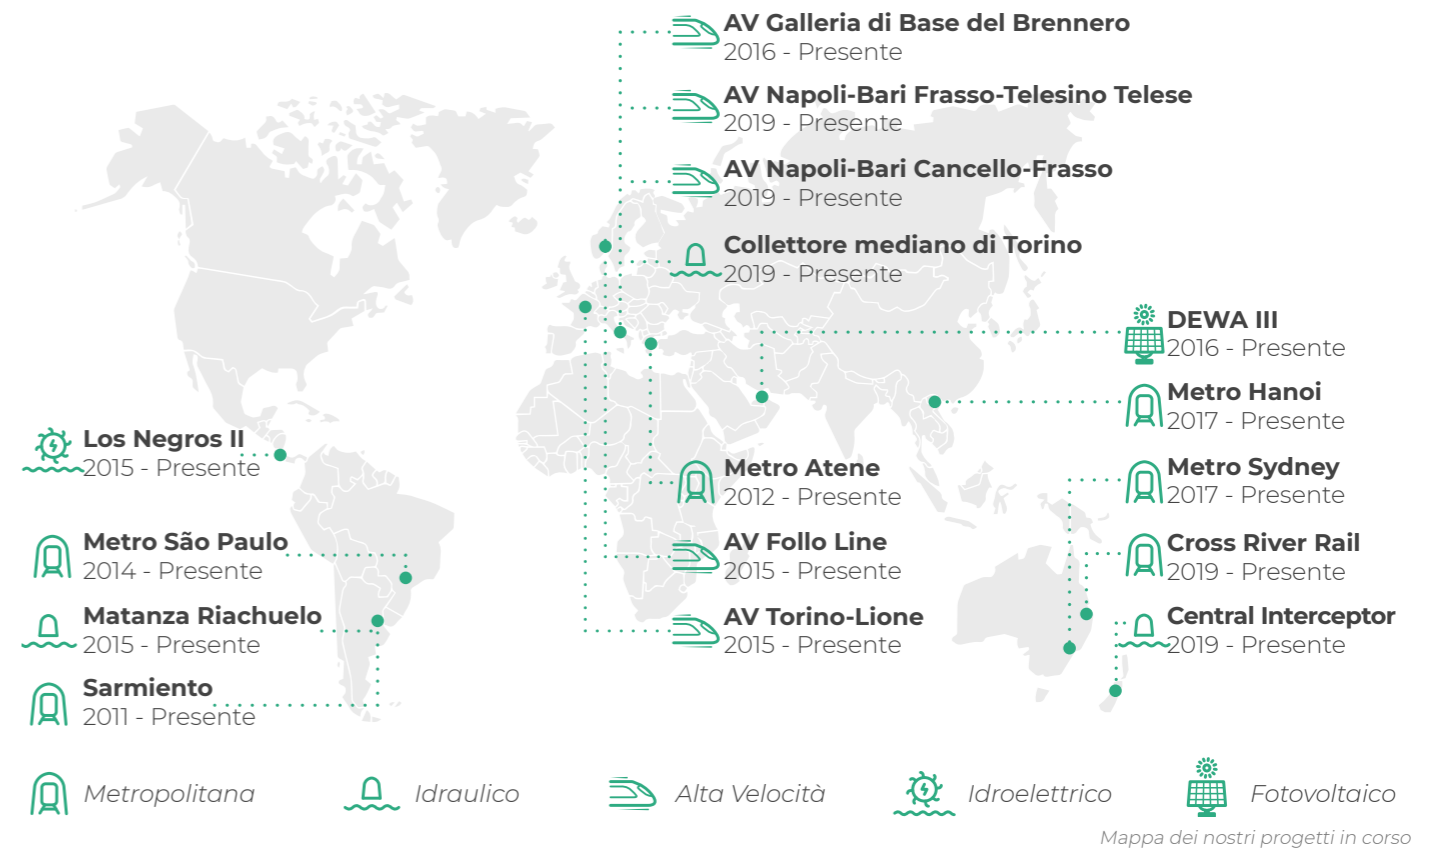 AV Galleria di Base del Brennero
2016 - Presente
AV Napoli-Bari Frasso-Telesino Telese
2019 - Presente
AV Napoli-Bari Cancello-Frasso
2019 - Presente
Collettore mediano di Torino
2019 - Presente
DEWA III
2016 - Presente
Metro Hanoi
2017 - Presente
Los Negros II
2015 - Presente
Metro Atene
2012 - Presente
Metro Sydney
2017 - Presente
Metro São Paulo
2014 - Presente
AV Follo Line
2015 - Presente
Cross River Rail
2019 - Presente
Matanza Riachuelo
2015 - Presente
AV Torino-Lione
2015 - Presente
Central Interceptor
2019 - Presente
Sarmiento
2011 - Presente
Metropolitana
Idraulico
Alta Velocità
Idroelettrico
Fotovoltaico
Mappa dei nostri progetti in corso